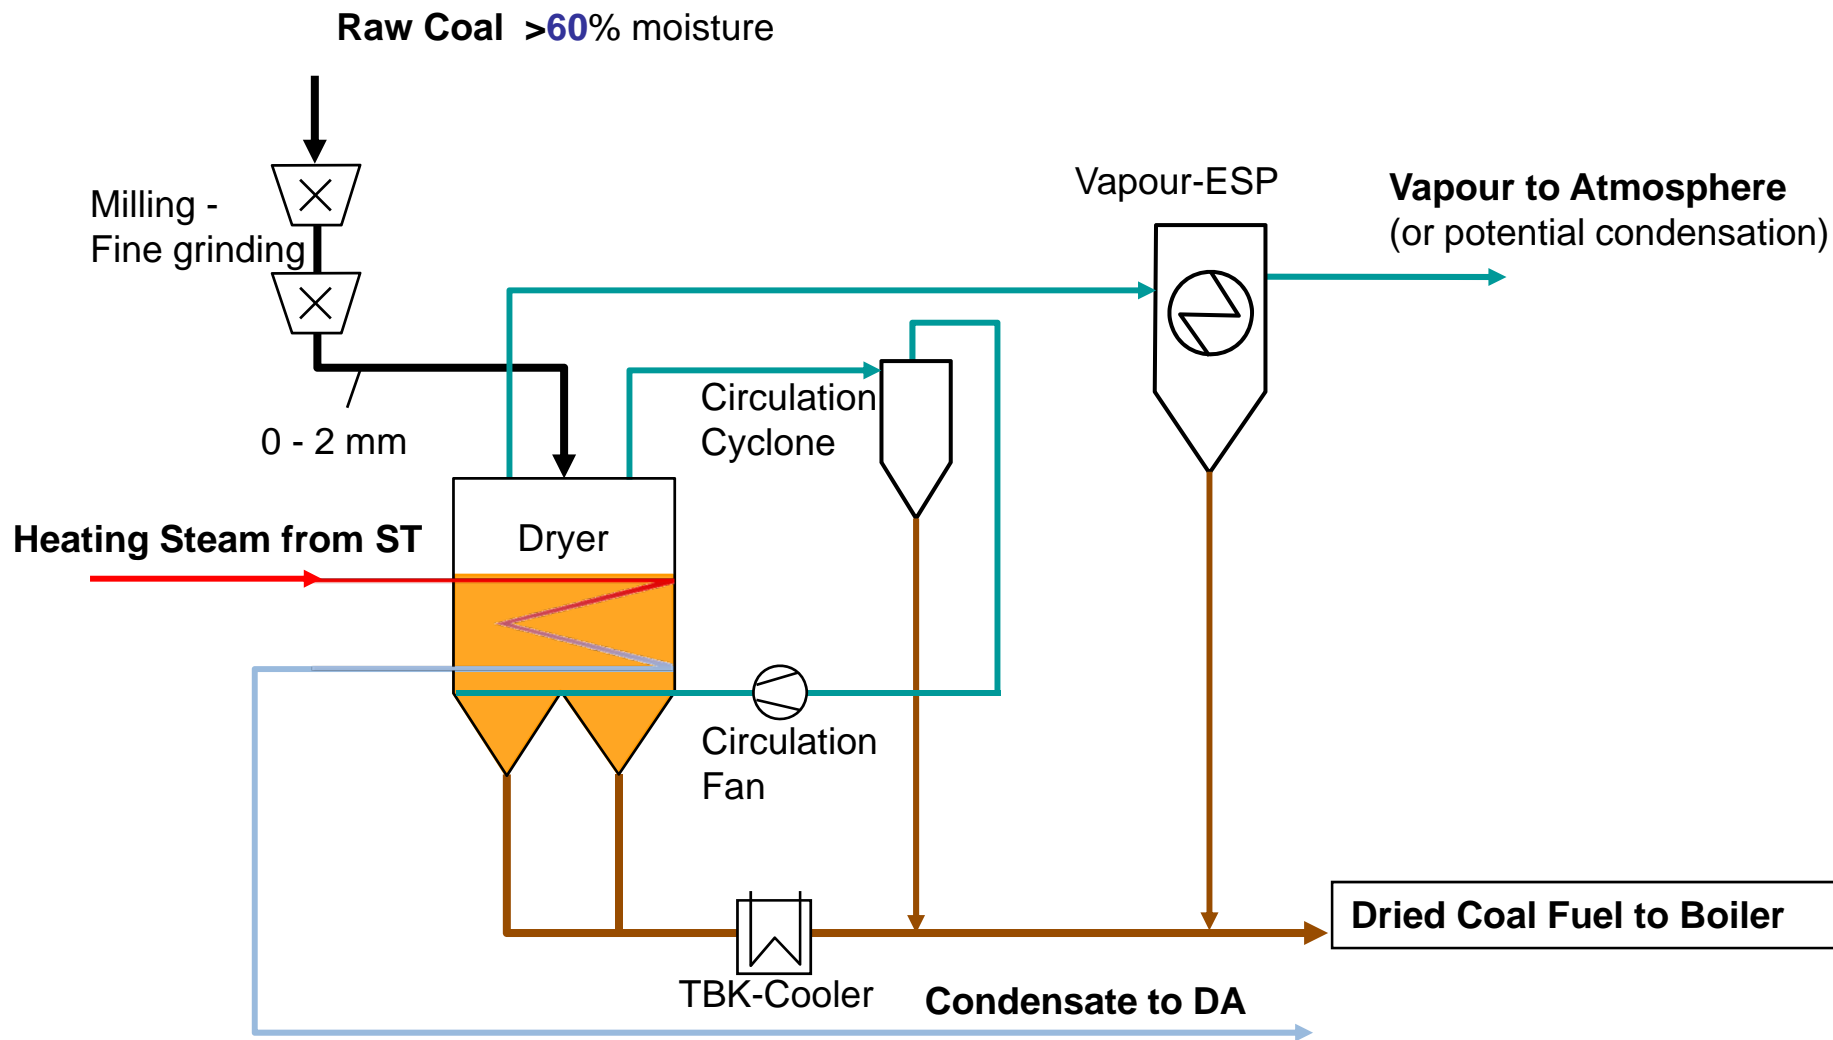 Raw Coal >60% moisture
Milling -
Fine grinding
Vapour-ESP
Vapour to Atmosphere
(or potential condensation)
Circulation
Cyclone
0 - 2 mm
Heating Steam from ST
Dryer
Circulation
Fan
Dried Coal Fuel to Boiler
TBK-Cooler
Condensate to DA